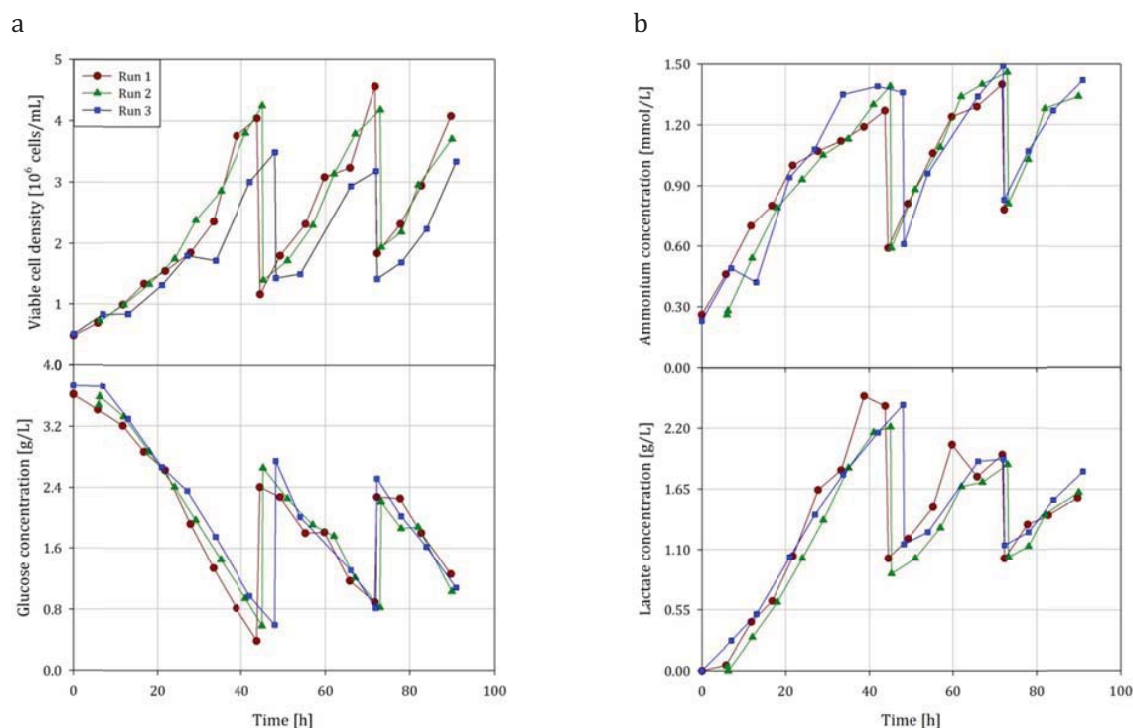 a
b
Viable cell density [10⁶ cells/mL]
5
4
3
2
1
4.0
Run 1
Run 2
Run 3
Glucose concentration [g/L]
3.2
2.4
1.6
0.8
0.0
0 20 40 60 80 100
Time [h]
Ammonium concentration [mmol/L]
1.50
1.20
0.90
0.60
0.30
0.00
Lactate concentration [g/L]
2.20
1.65
1.10
0.55
0.00
0 20 40 60 80 100
Time [h]